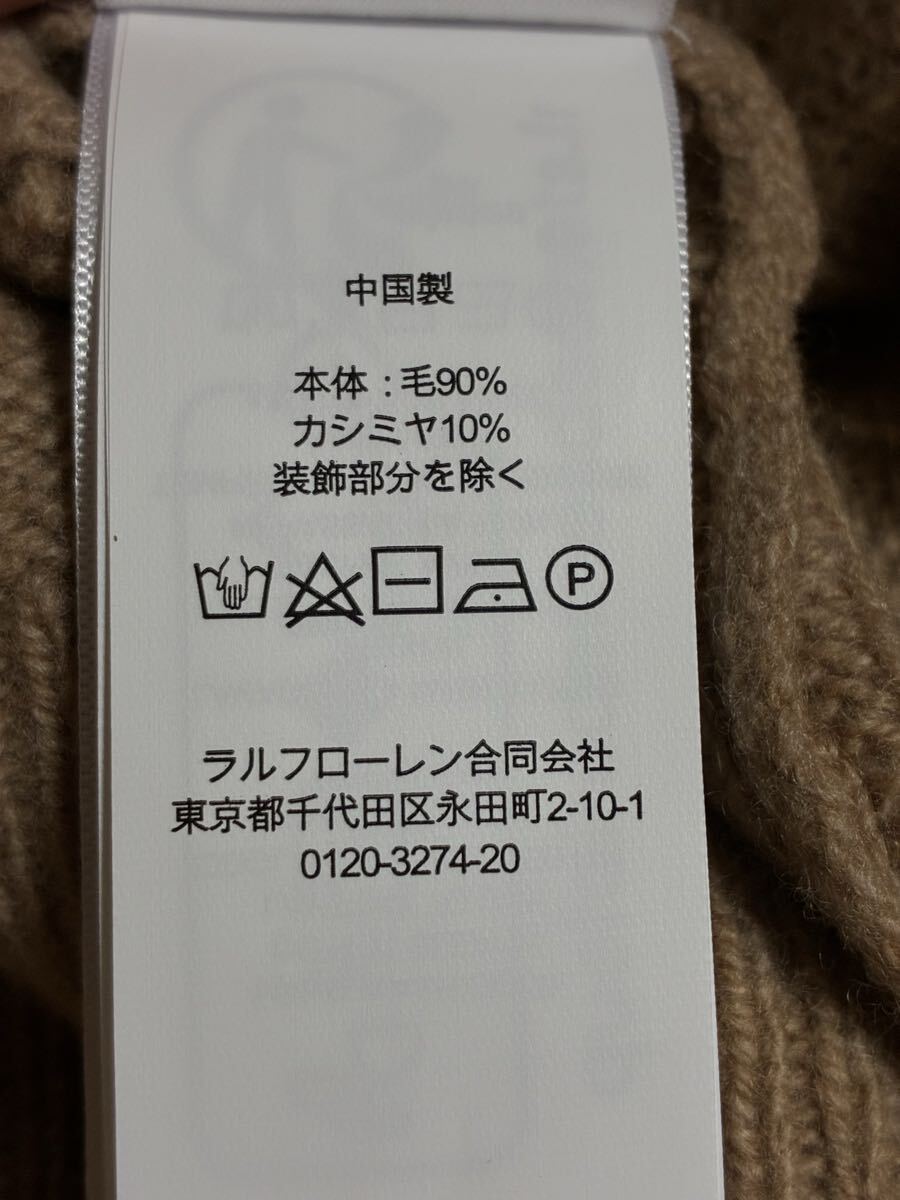 中国製
本体：毛90%
カシミヤ10%
装飾部分を除く
P
ラルフローレン合同会社
東京都千代田区永田町2-10-1
0120-3274-20